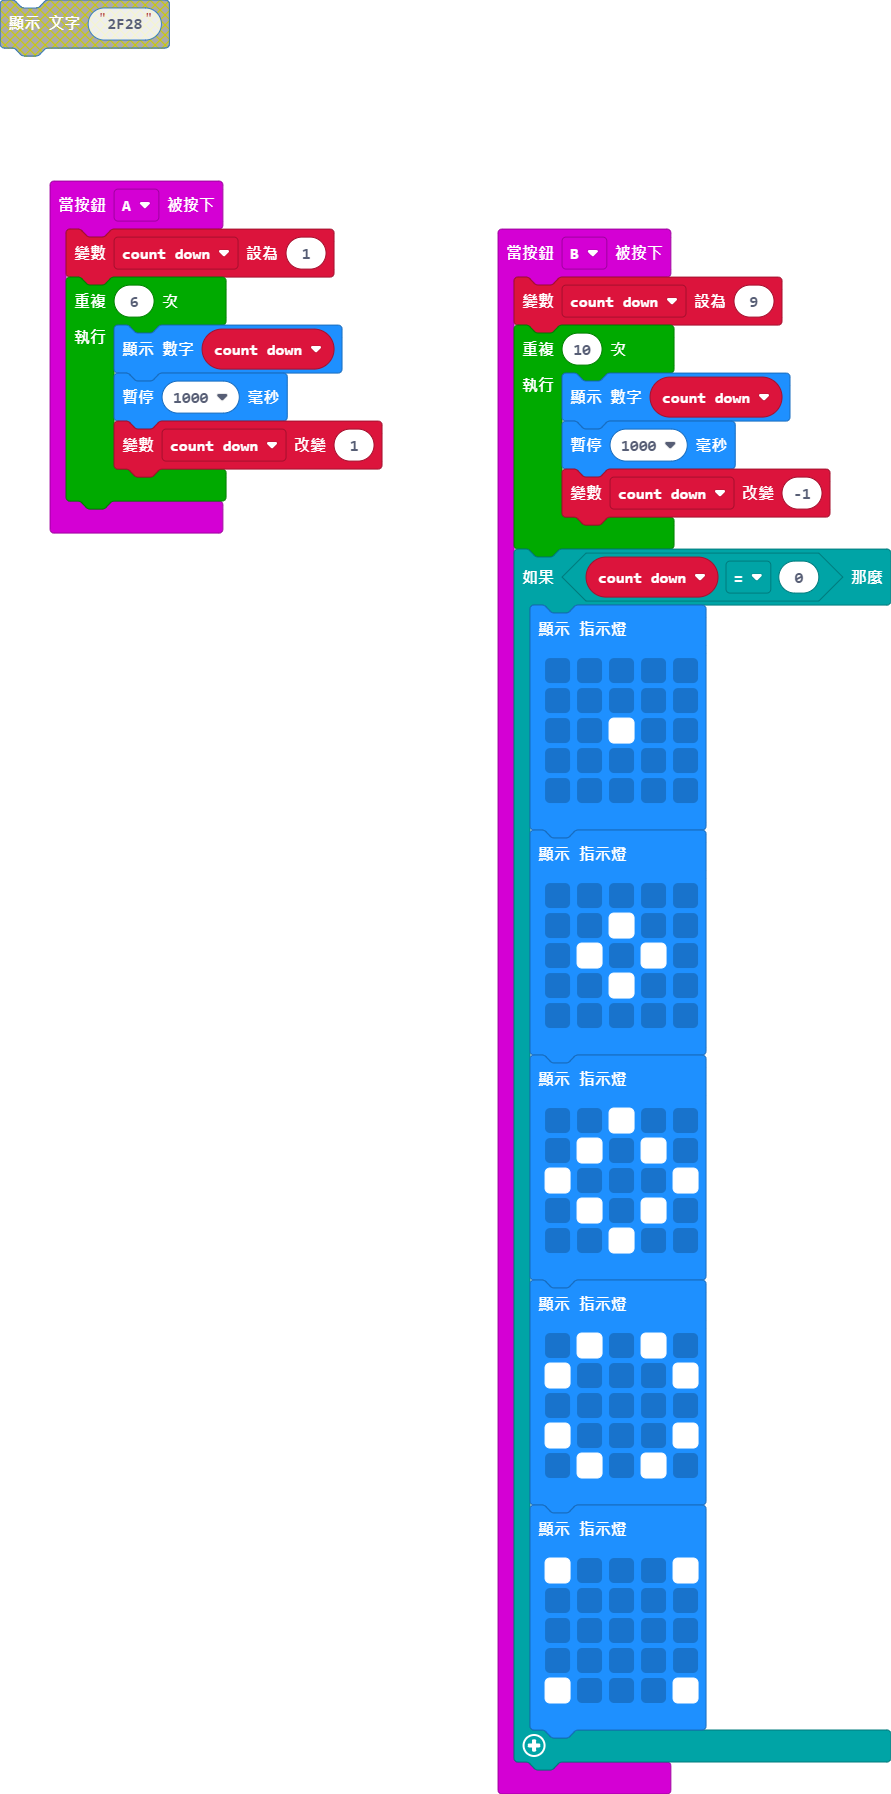 顯示 文字 "2F28"
當按鈕 A 被按下
變數 count down 設為 1
重複 6 次
執行
顯示 數字 count down
暫停 1000 毫秒
變數 count down 改變 1
當按鈕 B 被按下
變數 count down 設為 9
重複 10 次
執行
顯示 數字 count down
暫停 1000 毫秒
變數 count down 改變 -1
如果 count down = 0 那麼
顯示 指示燈
顯示 指示燈
顯示 指示燈
顯示 指示燈
顯示 指示燈